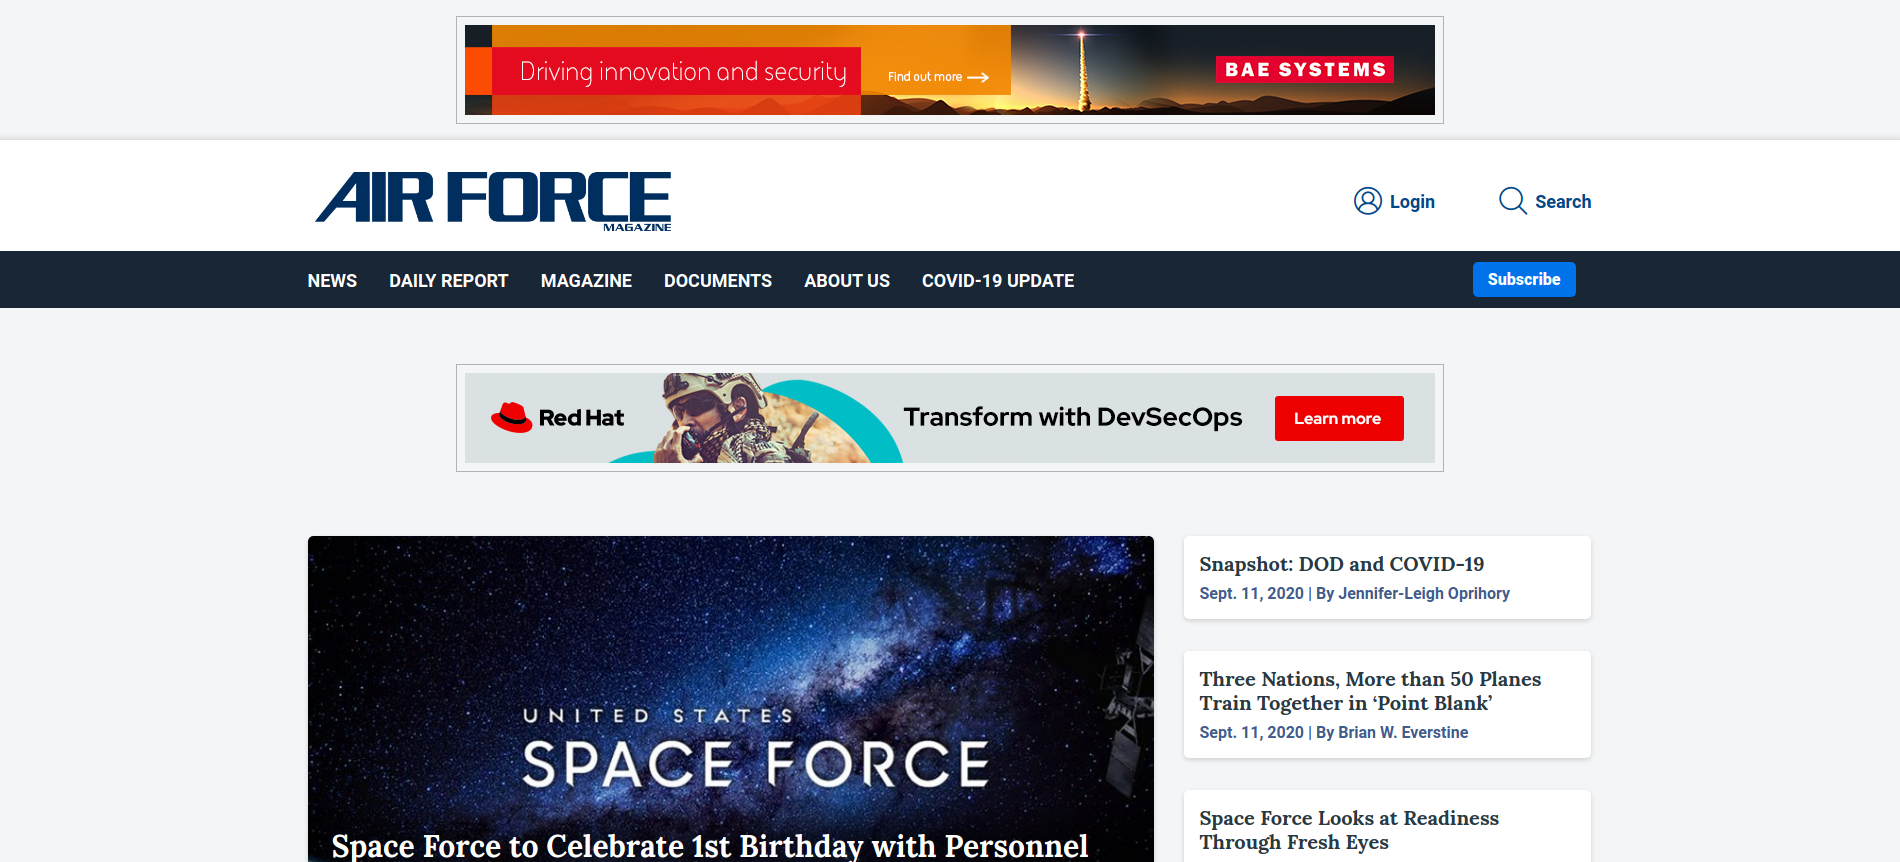 Driving innovation and security
Find out more
BAE SYSTEMS
AIR FORCE
MAGAZINE
Login
Search
NEWS
DAILY REPORT
MAGAZINE
DOCUMENTS
ABOUT US
COVID-19 UPDATE
Subscribe
Red Hat
Transform with DevSecOps
Learn more
UNITED STATES
SPACE FORCE
Space Force to Celebrate 1st Birthday with Personnel
Snapshot: DOD and COVID-19
Sept. 11, 2020 | By Jennifer-Leigh Oprihory
Three Nations, More than 50 Planes
Train Together in ‘Point Blank’
Sept. 11, 2020 | By Brian W. Everstine
Space Force Looks at Readiness
Through Fresh Eyes